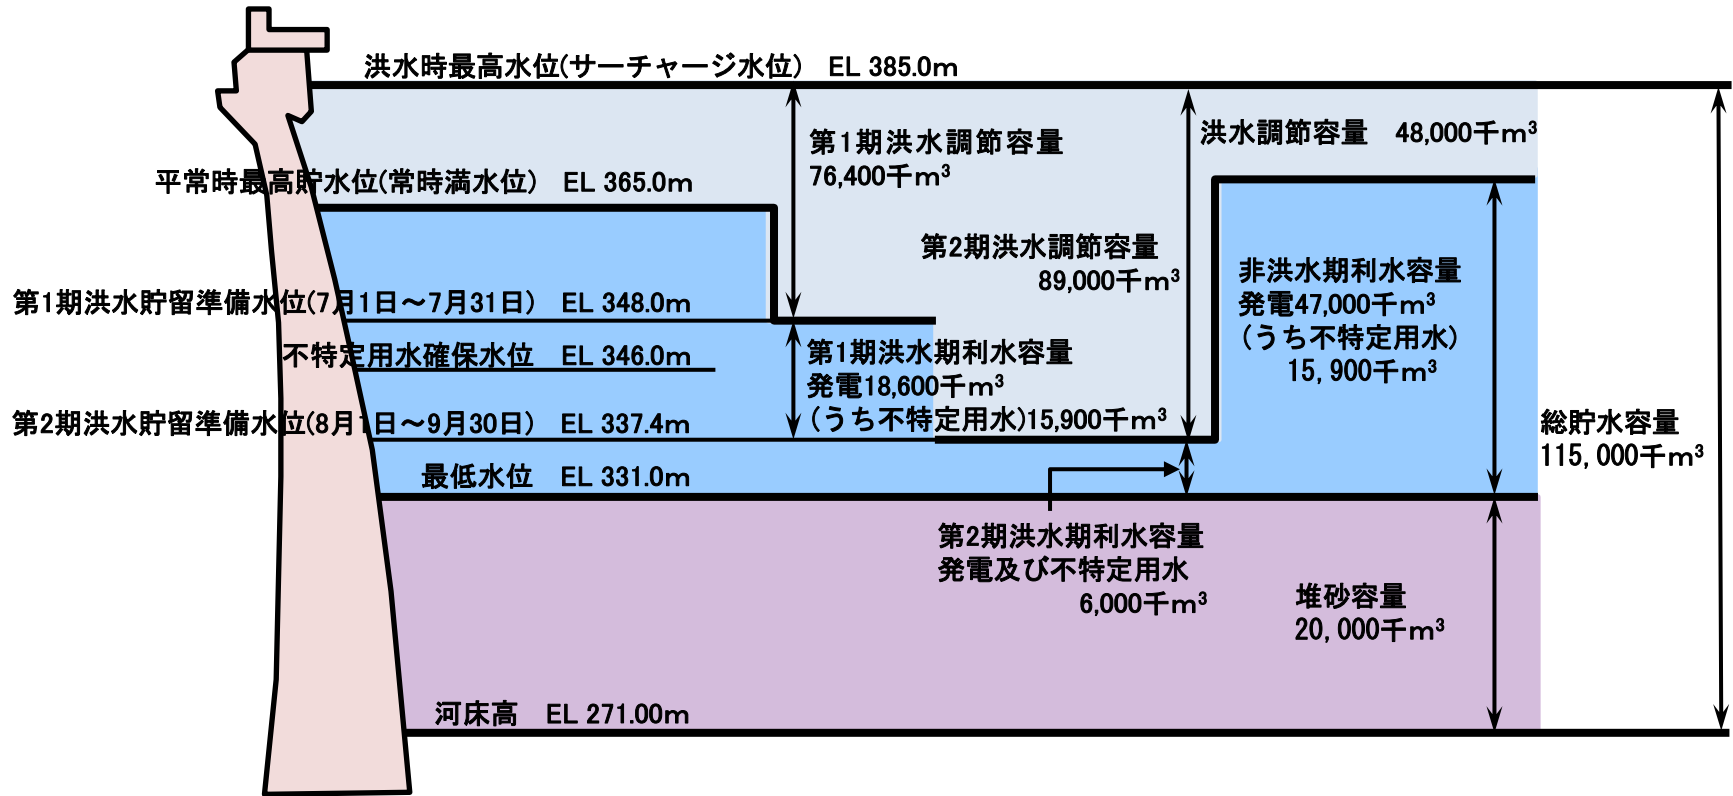 洪水時最高水位(サーチャージ水位) EL 385.0m
第1期洪水調節容量
76,400千m³
洪水調節容量 48,000千m³
平常時最高貯水位(常時満水位) EL 365.0m
第2期洪水調節容量
89,000千m³
非洪水期利水容量
発電47,000千m³
(うち不特定用水)
15,900千m³
第1期洪水貯留準備水位(7月1日～7月31日) EL 348.0m
不特定用水確保水位 EL 346.0m
第1期洪水期利水容量
発電18,600千m³
(うち不特定用水)15,900千m³
第2期洪水貯留準備水位(8月1日～9月30日) EL 337.4m
総貯水容量
115,000千m³
最低水位 EL 331.0m
第2期洪水期利水容量
発電及び不特定用水
6,000千m³
堆砂容量
20,000千m³
河床高 EL 271.00m